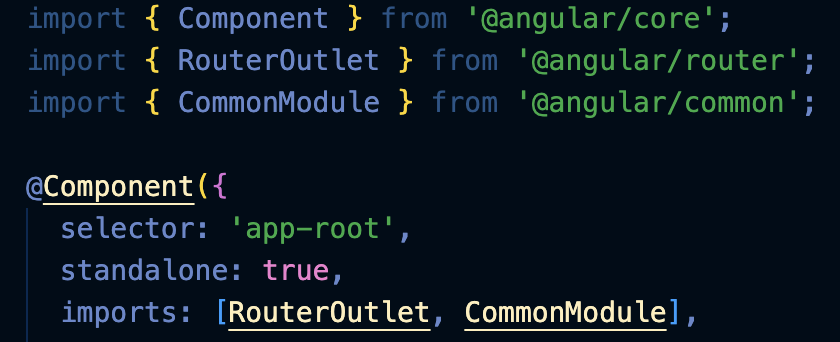 import { Component } from '@angular/core';
import { RouterOutlet } from '@angular/router';
import { CommonModule } from '@angular/common';
@Component({
selector: 'app-root',
standalone: true,
imports: [RouterOutlet, CommonModule],